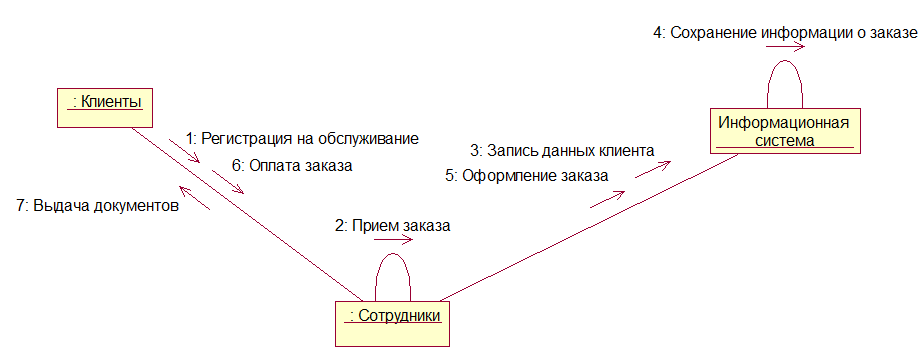 4: Сохранение информации о заказе
: Клиенты
Информационная
система
1: Регистрация на обслуживание
3: Запись данных клиента
6: Оплата заказа
5: Оформление заказа
7: Выдача документов
2: Прием заказа
: Сотрудники